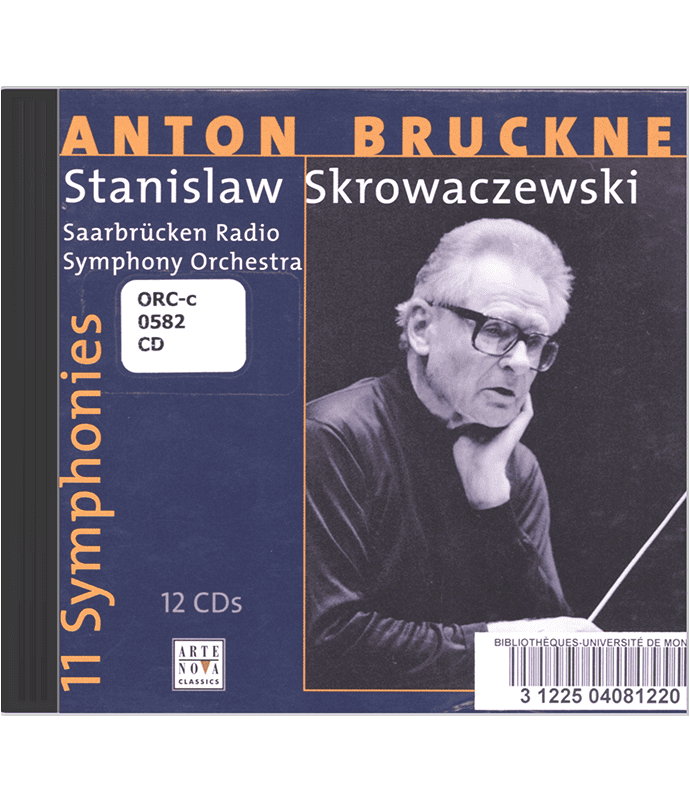 ANTON BRUCKNE
Stanislaw Skrowaczewski
Saarbrücken Radio
Symphony Orchestra
ORC-c
0582
CD
11 Symphonies
12 CDs
ARTE
NOVA
CLASSICS
BIBLIOTHÈQUES-UNIVERSITÉ DE MON
3 1225 04081220